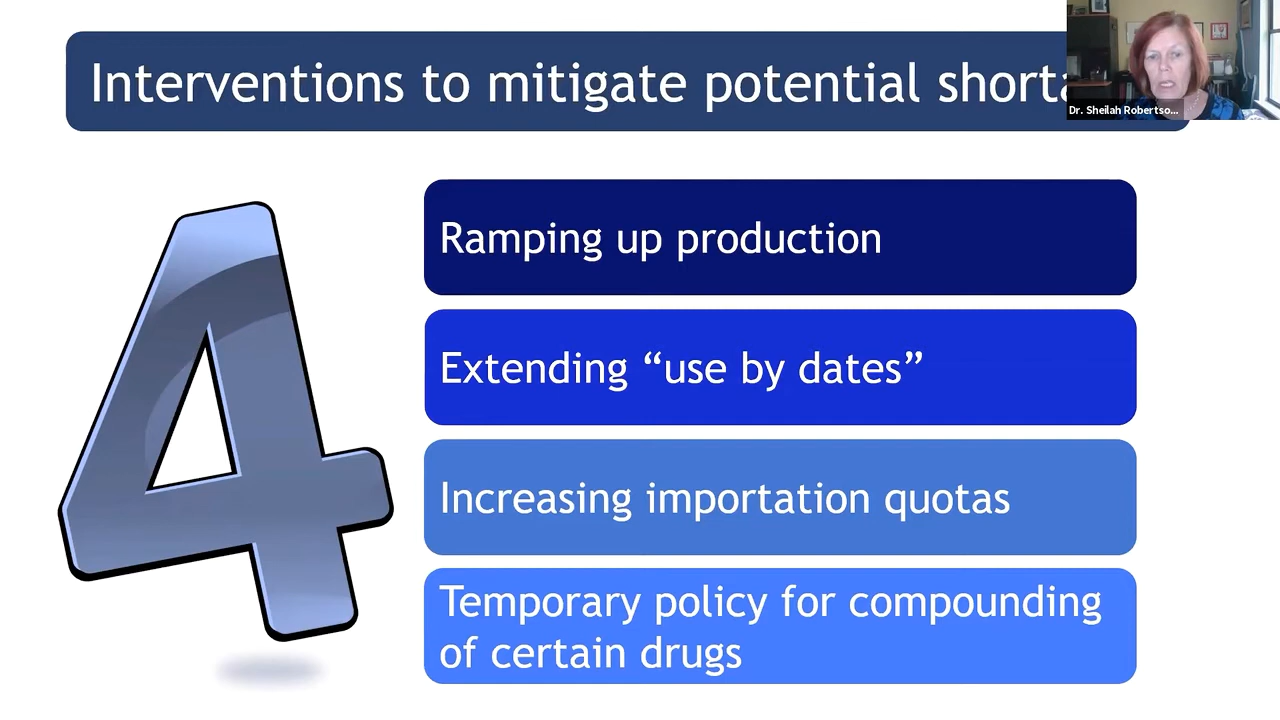 Interventions to mitigate potential
Dr. Sheilah Robertso...
4
Ramping up production
Extending “use by dates”
Increasing importation quotas
Temporary policy for compounding
of certain drugs